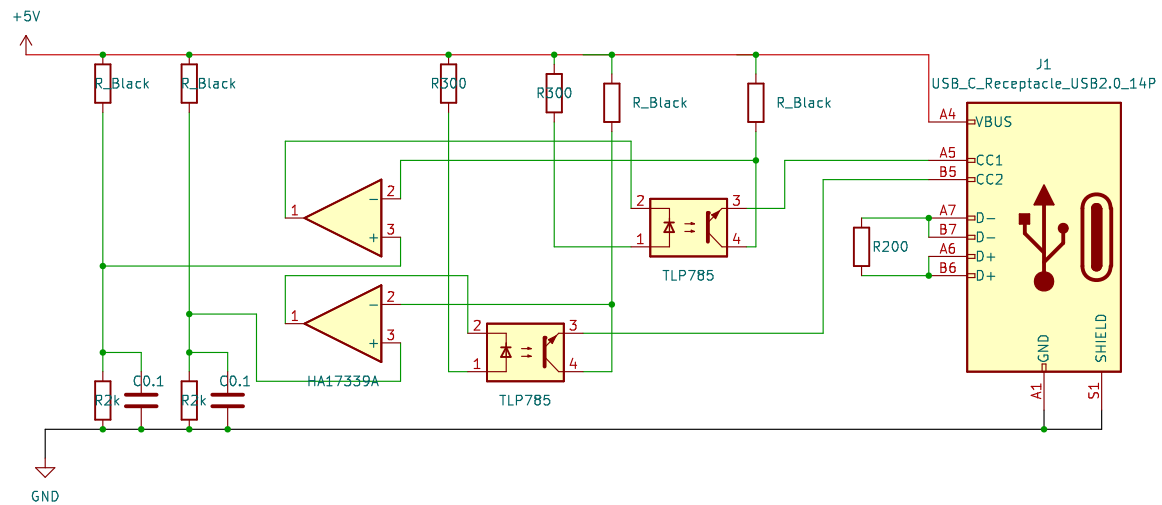 +5V
J1
USB_C_Receptacle_USB2.0_14P
R_Black
R_Black
R300
R300
R_Black
R_Black
A4
VBUS
A5
CC1
B5
CC2
A7
D-
B7
D-
A6
D+
B6
D+
R200
GND
SHIELD
A1
S1
1
2
-
3
+
2
1
3
4
TLP785
1
2
-
3
+
HA17339A
2
1
3
4
TLP785
C0.1
C0.1
R2k
R2k
GND